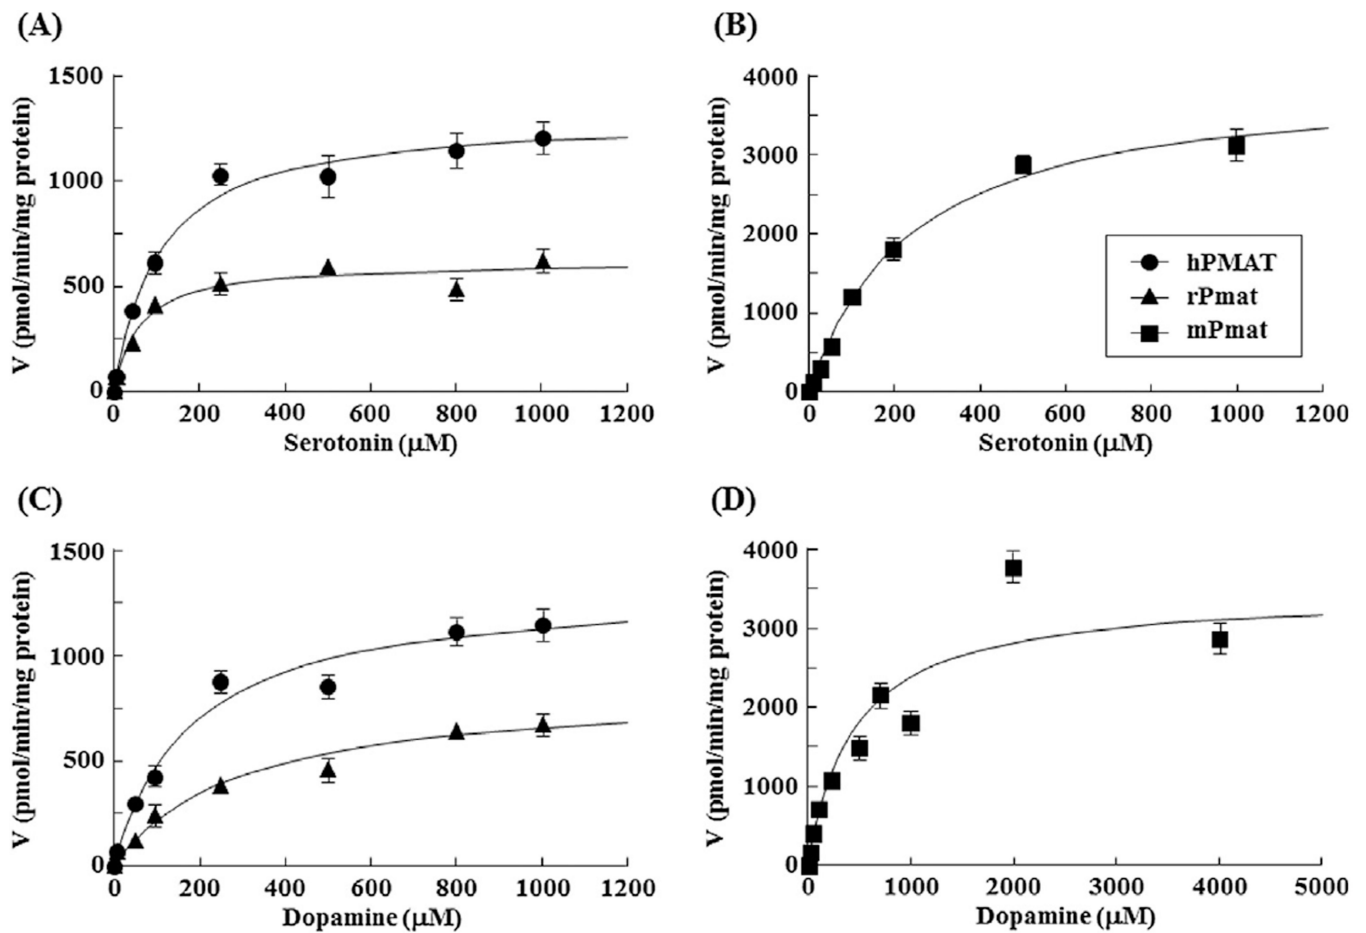 (A)
V (pmol/min/mg protein)
1500
1000
500
0
0 200 400 600 800 1000 1200
Serotonin (μM)
(B)
V (pmol/min/mg protein)
4000
3000
2000
1000
0
0 200 400 600 800 1000 1200
Serotonin (μM)
hPMAT
rPmat
mPmat
(C)
V (pmol/min/mg protein)
1500
1000
500
0
0 200 400 600 800 1000 1200
Dopamine (μM)
(D)
V (pmol/min/mg protein)
4000
3000
2000
1000
0
0 1000 2000 3000 4000 5000
Dopamine (μM)